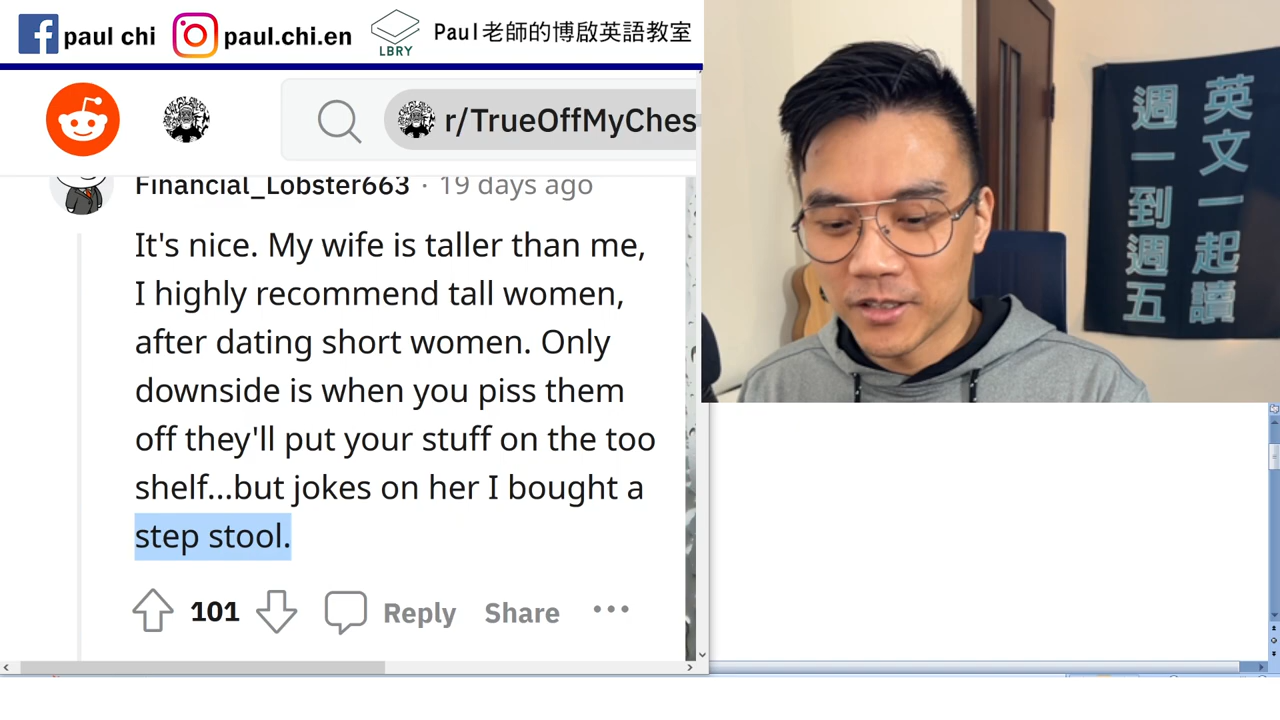 paul chi
paul.chi.en
LBRY
Paul老師的博啟英語教室
r/TrueOffMyChes
Financial_Lobster663 · 19 days ago
It's nice. My wife is taller than me,
I highly recommend tall women,
after dating short women. Only
downside is when you piss them
off they'll put your stuff on the too
shelf...but jokes on her I bought a
step stool.
101
Reply
Share
英文一起讀
週一到週五